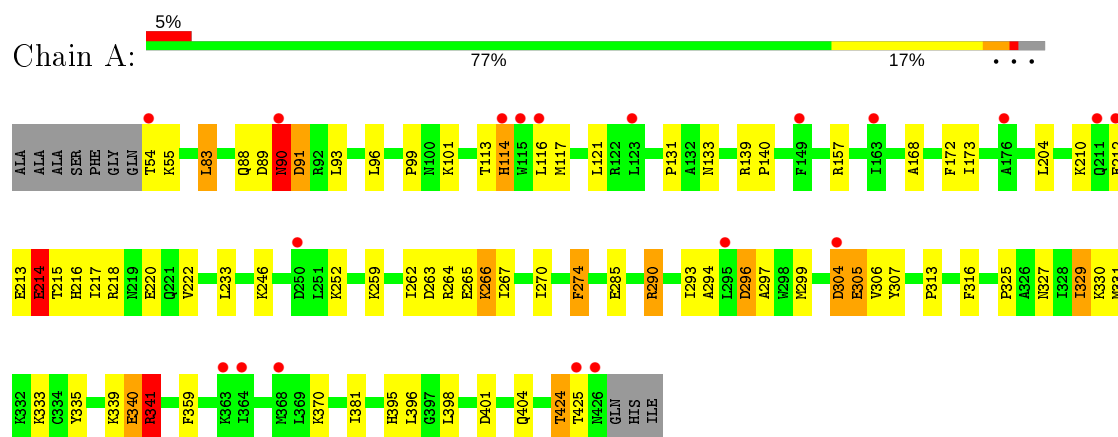 5%
Chain A:
77% 17% • • •
ALA ALA ALA SER PHE GLY GLN T54 K55 L83 Q88 D89 N90 D91 R92 L93 L96 P99 N100 K101 T113 H114 W115 L116 M117 L121 R122 L123 P131 A132 N133 R139 P140 F149 R157 I163 A168 F172 I173 A176 L204 K210 Q211
E213 E214 T215 H216 I217 R218 N219 E220 Q221 V222 L233 K246 D250 L251 K252 K259 I262 D263 R264 E265 K266 I267 I270 F274 E285 R290 I293 A294 L295 D296 A297 W298 M299 D304 E305 V306 Y307 P313 F316 P325 A326 N327 I328 I329 K330 M331
K332 K333 C334 Y335 K339 E340 R341 F359 K363 I364 M368 L369 K370 I381 H395 L396 G397 L398 D401 Q404 T424 T425 N426 GLN HIS ILE